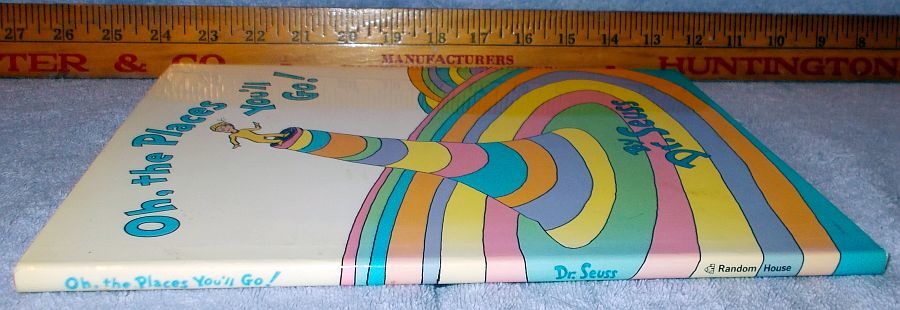 27 26 25 24 23 22 21 20 19 18 17 16 15 14 13 12 11 10 9 8
TER & CO. MANUFACTURERS HUNTINGTON
Oh, the Places
You'll
Go!
By
Dr. Seuss
Oh, the Places You'll Go! Dr. Seuss Random House